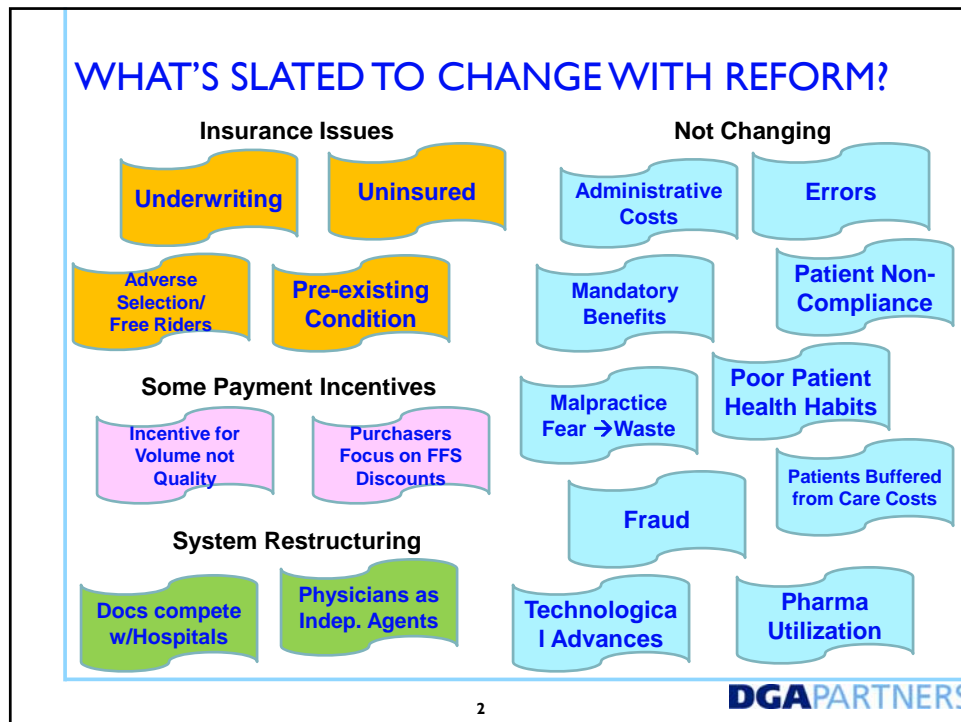 WHAT'S SLATED TO CHANGE WITH REFORM?
Insurance Issues
Underwriting
Uninsured
Adverse
Selection/
Free Riders
Pre-existing
Condition
Some Payment Incentives
Incentive for
Volume not
Quality
Purchasers
Focus on FFS
Discounts
System Restructuring
Docs compete
w/Hospitals
Physicians as
Indep. Agents
Not Changing
Administrative
Costs
Errors
Mandatory
Benefits
Patient Non-
Compliance
Malpractice
Fear →Waste
Poor Patient
Health Habits
Fraud
Patients Buffered
from Care Costs
Technologica
l Advances
Pharma
Utilization
2
DGAPARTNERS